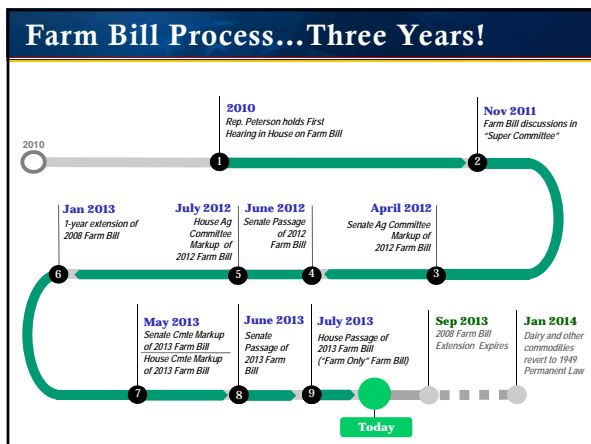 Farm Bill Process...Three Years!
2010
2010
Rep. Peterson holds First
Hearing in House on Farm Bill
1
Nov 2011
Farm Bill discussions in
"Super Committee"
2
April 2012
Senate Ag Committee
Markup of
2012 Farm Bill
3
June 2012
Senate Passage
of 2012
Farm Bill
4
July 2012
House Ag
Committee
Markup of
2012 Farm Bill
5
Jan 2013
1-year extension of
2008 Farm Bill
6
May 2013
Senate Cmte Markup
of 2013 Farm Bill
House Cmte Markup
of 2013 Farm Bill
7
June 2013
Senate
Passage of
2013 Farm
Bill
8
July 2013
House Passage of
2013 Farm Bill
("Farm Only" Farm Bill)
9
Today
Sep 2013
2008 Farm Bill
Extension Expires
Jan 2014
Dairy and other
commodities
revert to 1949
Permanent Law